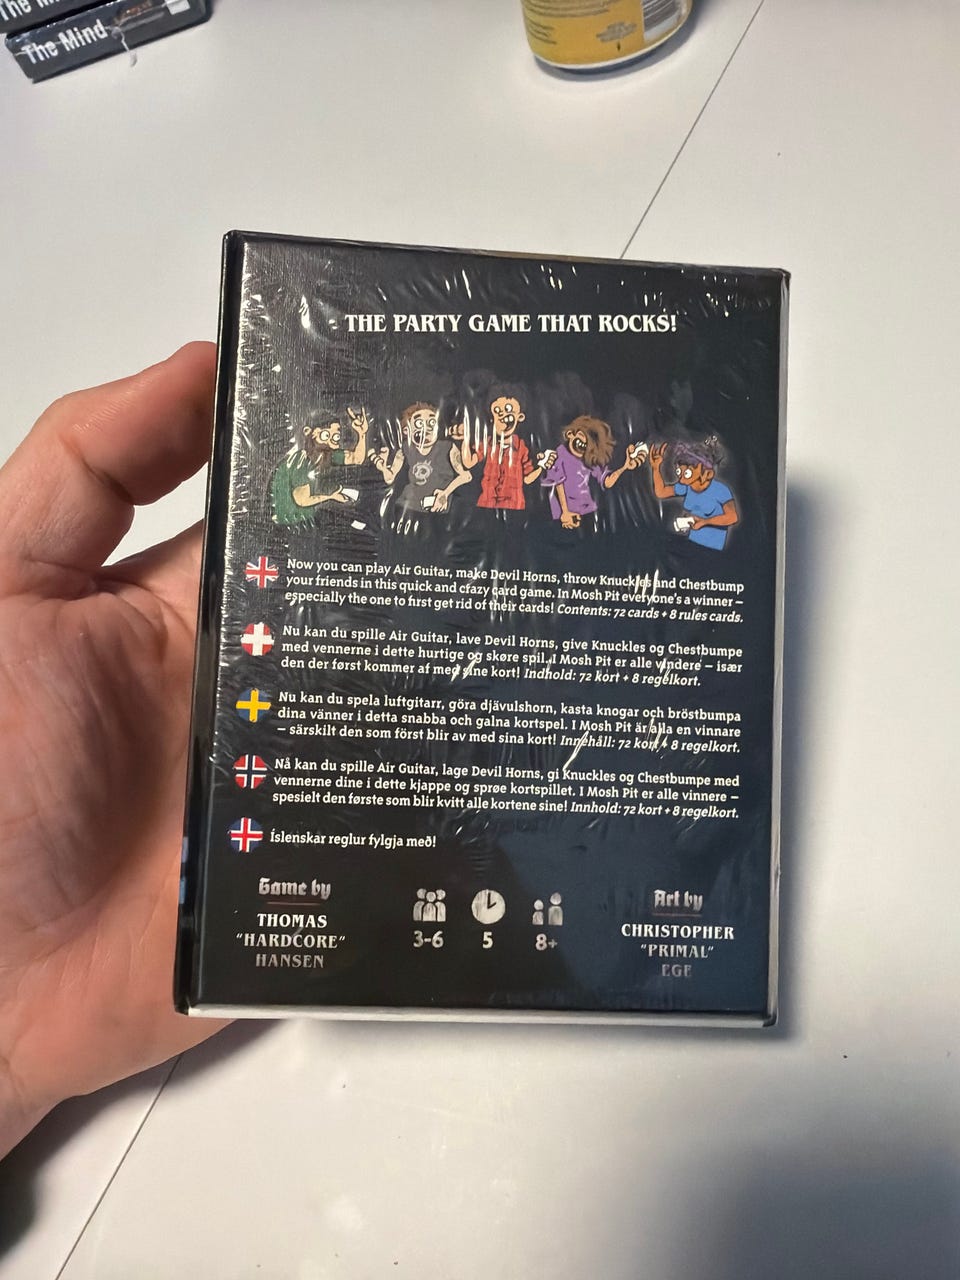 The Mind
THE PARTY GAME THAT ROCKS!
Now you can play Air Guitar, make Devil Horns, throw Knuckles and Chestbump
your friends in this quick and crazy card game. In Mosh Pit everyone's a winner –
especially the one to first get rid of their cards! Contents: 72 cards + 8 rules cards.
Nu kan du spille Air Guitar, lave Devil Horns, give Knuckles og Chestbumpe
med vennerne i dette hurtige og skøre spil. I Mosh Pit er alle vindere – især
den der først kommer af med sine kort! Indhold: 72 kort + 8 regelkort.
Nu kan du spela luftgitarr, göra djävulshorn, kasta knogar och bröstbumpa
dina vänner i detta snabba och galna kortspel. I Mosh Pit är alla en vinnare
– särskilt den som först blir av med sina kort! Innehåll: 72 kort + 8 regelkort.
Nå kan du spille Air Guitar, lage Devil Horns, gi Knuckles og Chestbumpe med
vennerne dine i dette kjappe og sprøe kortspillet. I Mosh Pit er alle vinnere –
spesielt den første som blir kvitt alle kortene sine! Innhold: 72 kort + 8 regelkort.
Íslenskar reglur fylgja með!
Game by
THOMAS
"HARDCORE"
HANSEN
3-6
5
8+
Art by
CHRISTOPHER
"PRIMAL"
EGE